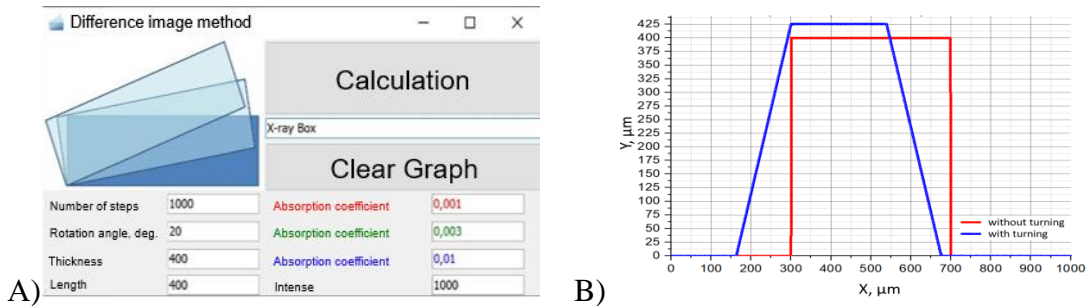 Difference image method
Calculation
X-ray Box
Clear Graph
Number of steps 1000 Absorption coefficient 0,001
Rotation angle, deg. 20 Absorption coefficient 0,003
Thickness 400 Absorption coefficient 0,01
Length 400 Intense 1000
A)
425
400
375
350
325
300
275
250
225
200
175
150
125
100
75
50
25
0
Y, µm
without turning
with turning
0 100 200 300 400 500 600 700 800 900 1000
X, µm
B)